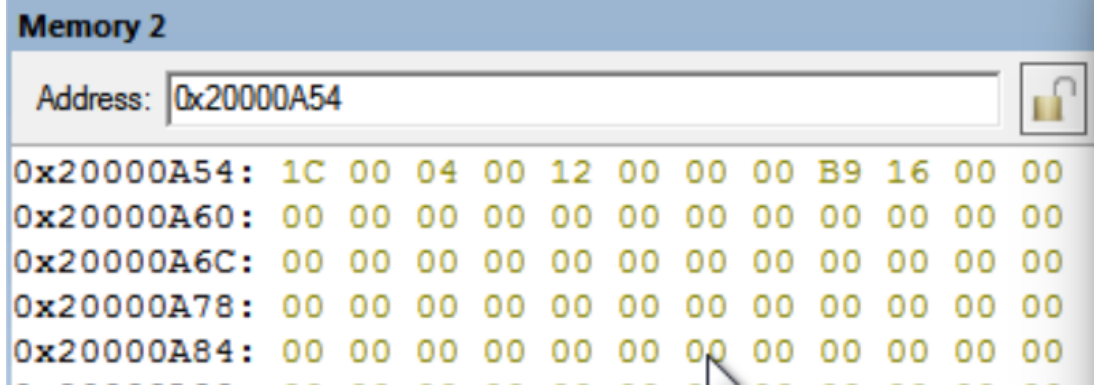 Memory 2
Address: 0x20000A54
0x20000A54: 1C 00 04 00 12 00 00 00 B9 16 00 00
0x20000A60: 00 00 00 00 00 00 00 00 00 00 00 00
0x20000A6C: 00 00 00 00 00 00 00 00 00 00 00 00
0x20000A78: 00 00 00 00 00 00 00 00 00 00 00 00
0x20000A84: 00 00 00 00 00 00 00 00 00 00 00 00